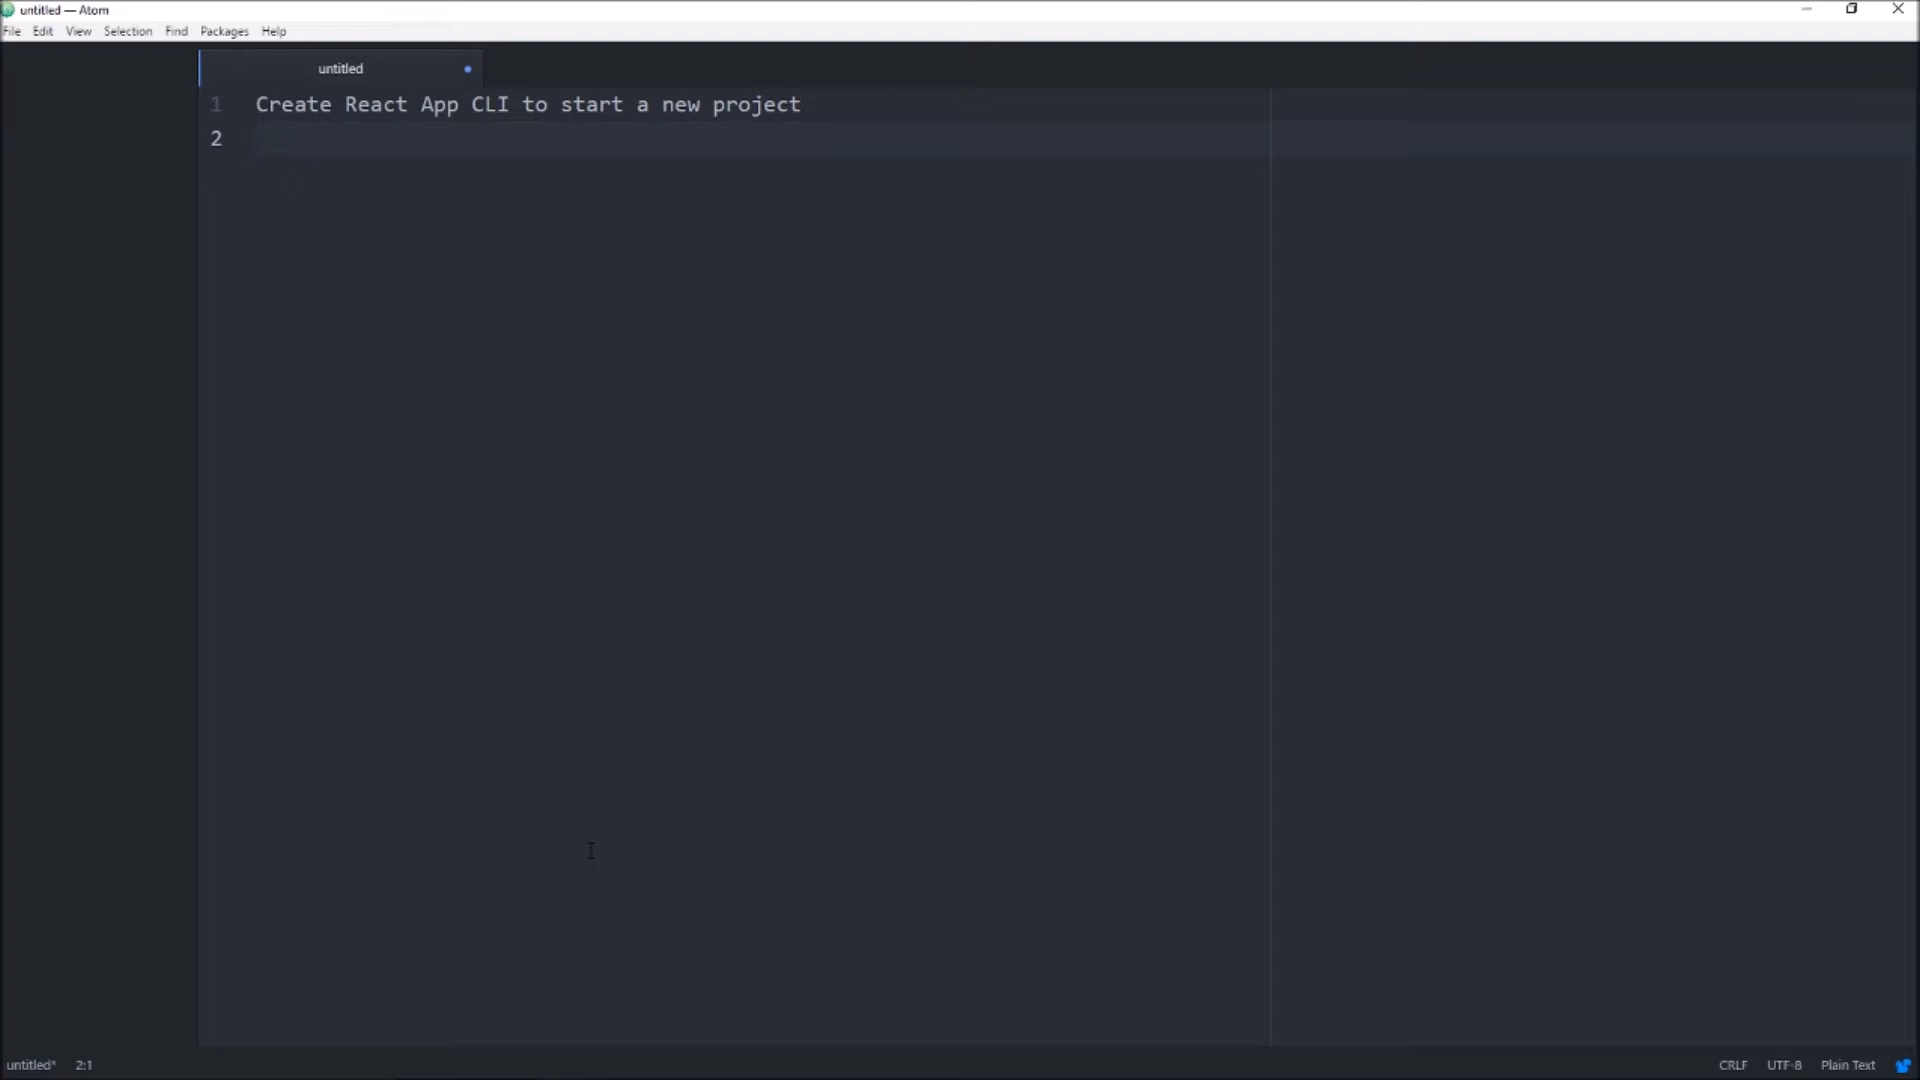 untitled — Atom
File Edit View Selection Find Packages Help
untitled
1 Create React App CLI to start a new project
2
untitled* 2:1 CRLF UTF-8 Plain Text